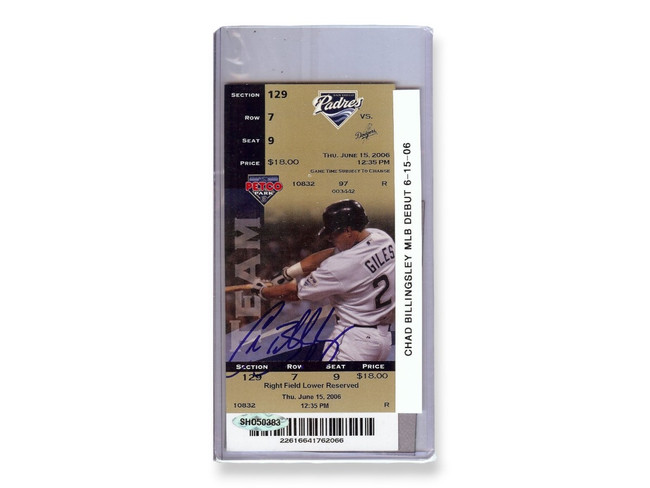 SECTION 129
ROW 7
SEAT 9
PRICE $18.00
Padres
VS.
Dodgers
THU. JUNE 15, 2006
12:35 PM
GAME TIME SUBJECT TO CHANGE
10832 97 R
003442
PETCO
PARK
TEAM
GILES
2
SECTION ROW SEAT PRICE
129 7 9 $18.00
Right Field Lower Reserved
Thu. June 15, 2006
10832 12:35 PM R
SH050383
22616641762066
CHAD BILLINGSLEY MLB DEBUT 6-15-06